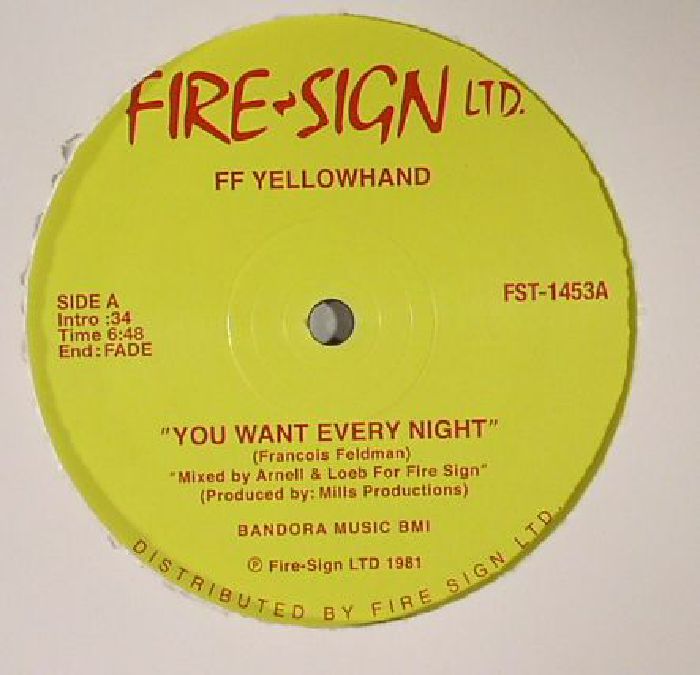 FIRE-SIGN LTD.
FF YELLOWHAND
SIDE A
Intro :34
Time 6:48
End: FADE
FST-1453A
"YOU WANT EVERY NIGHT"
(Francois Feldman)
"Mixed by Arnell & Loeb For Fire Sign"
(Produced by: Mills Productions)
BANDORA MUSIC BMI
℗ Fire-Sign LTD 1981
DISTRIBUTED BY FIRE SIGN LTD.